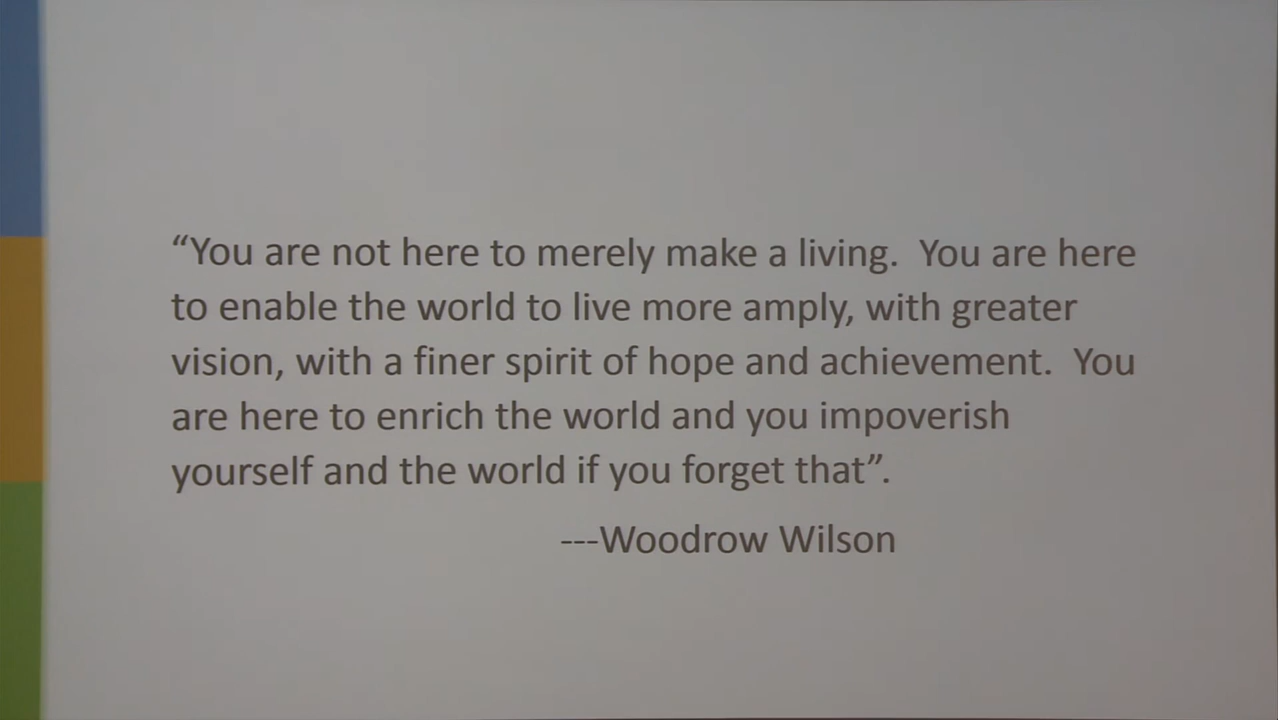 “You are not here to merely make a living.  You are here
to enable the world to live more amply, with greater
vision, with a finer spirit of hope and achievement.  You
are here to enrich the world and you impoverish
yourself and the world if you forget that”.
---Woodrow Wilson